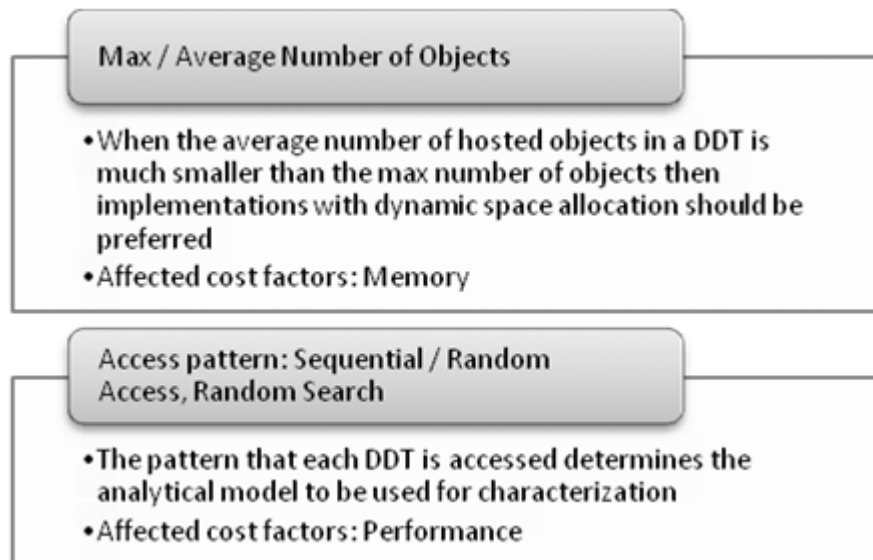 Max / Average Number of Objects
•When the average number of hosted objects in a DDT is
much smaller than the max number of objects then
implementations with dynamic space allocation should be
preferred
•Affected cost factors: Memory
Access pattern: Sequential / Random
Access, Random Search
•The pattern that each DDT is accessed determines the
analytical model to be used for characterization
•Affected cost factors: Performance